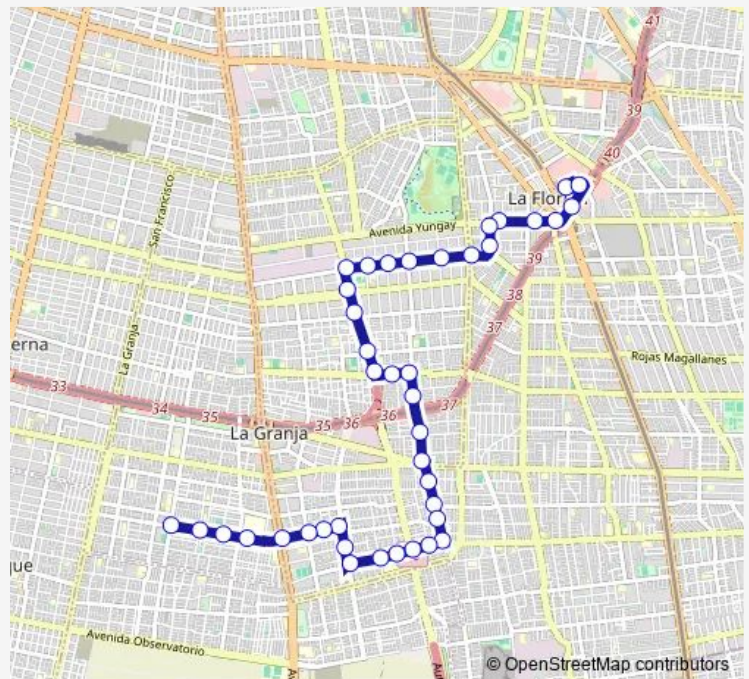 41
39
40
San Francisco
La Flor
Avenida Yungay
39
38
37
La Granja
erna
Rojas Magallanes
33
34
35
35
36
36
37
La Granja
que
Avenida Observatorio
© OpenStreetMap contributors